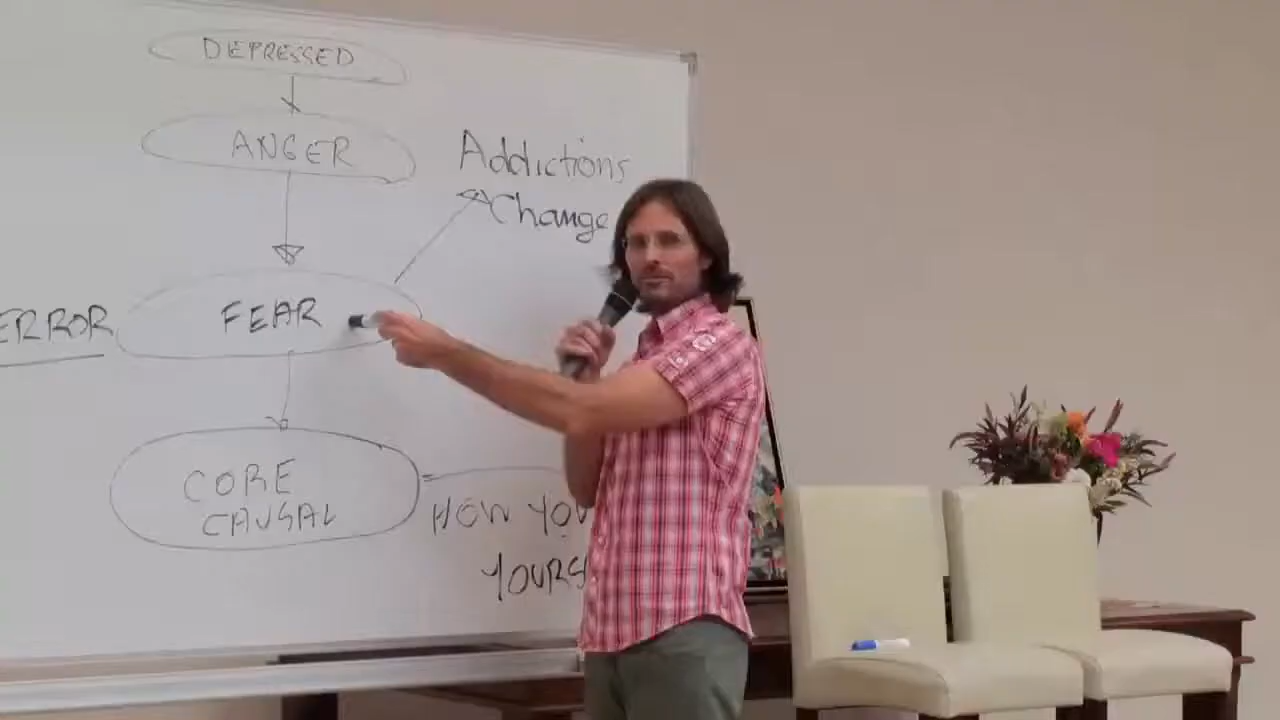 DEPRESSED
ANGER
Addictions
Change
ERROR
FEAR
CORE
CAUSAL
HOW YOU
YOURS